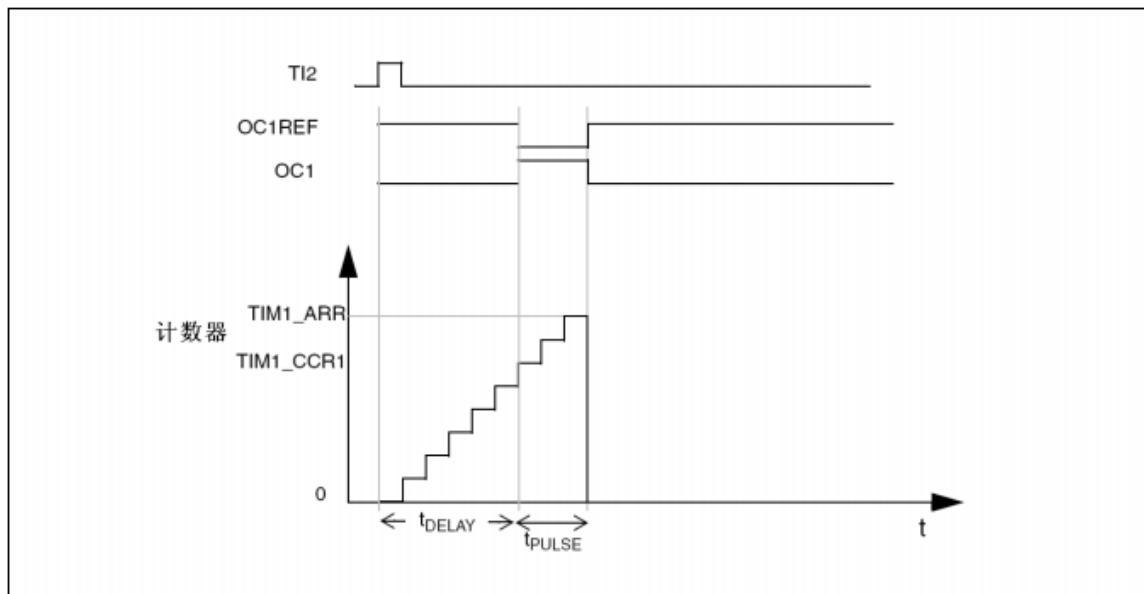 TI2
OC1REF
OC1
TIM1_ARR
计数器
TIM1_CCR1
0
tDELAY
tPULSE
t